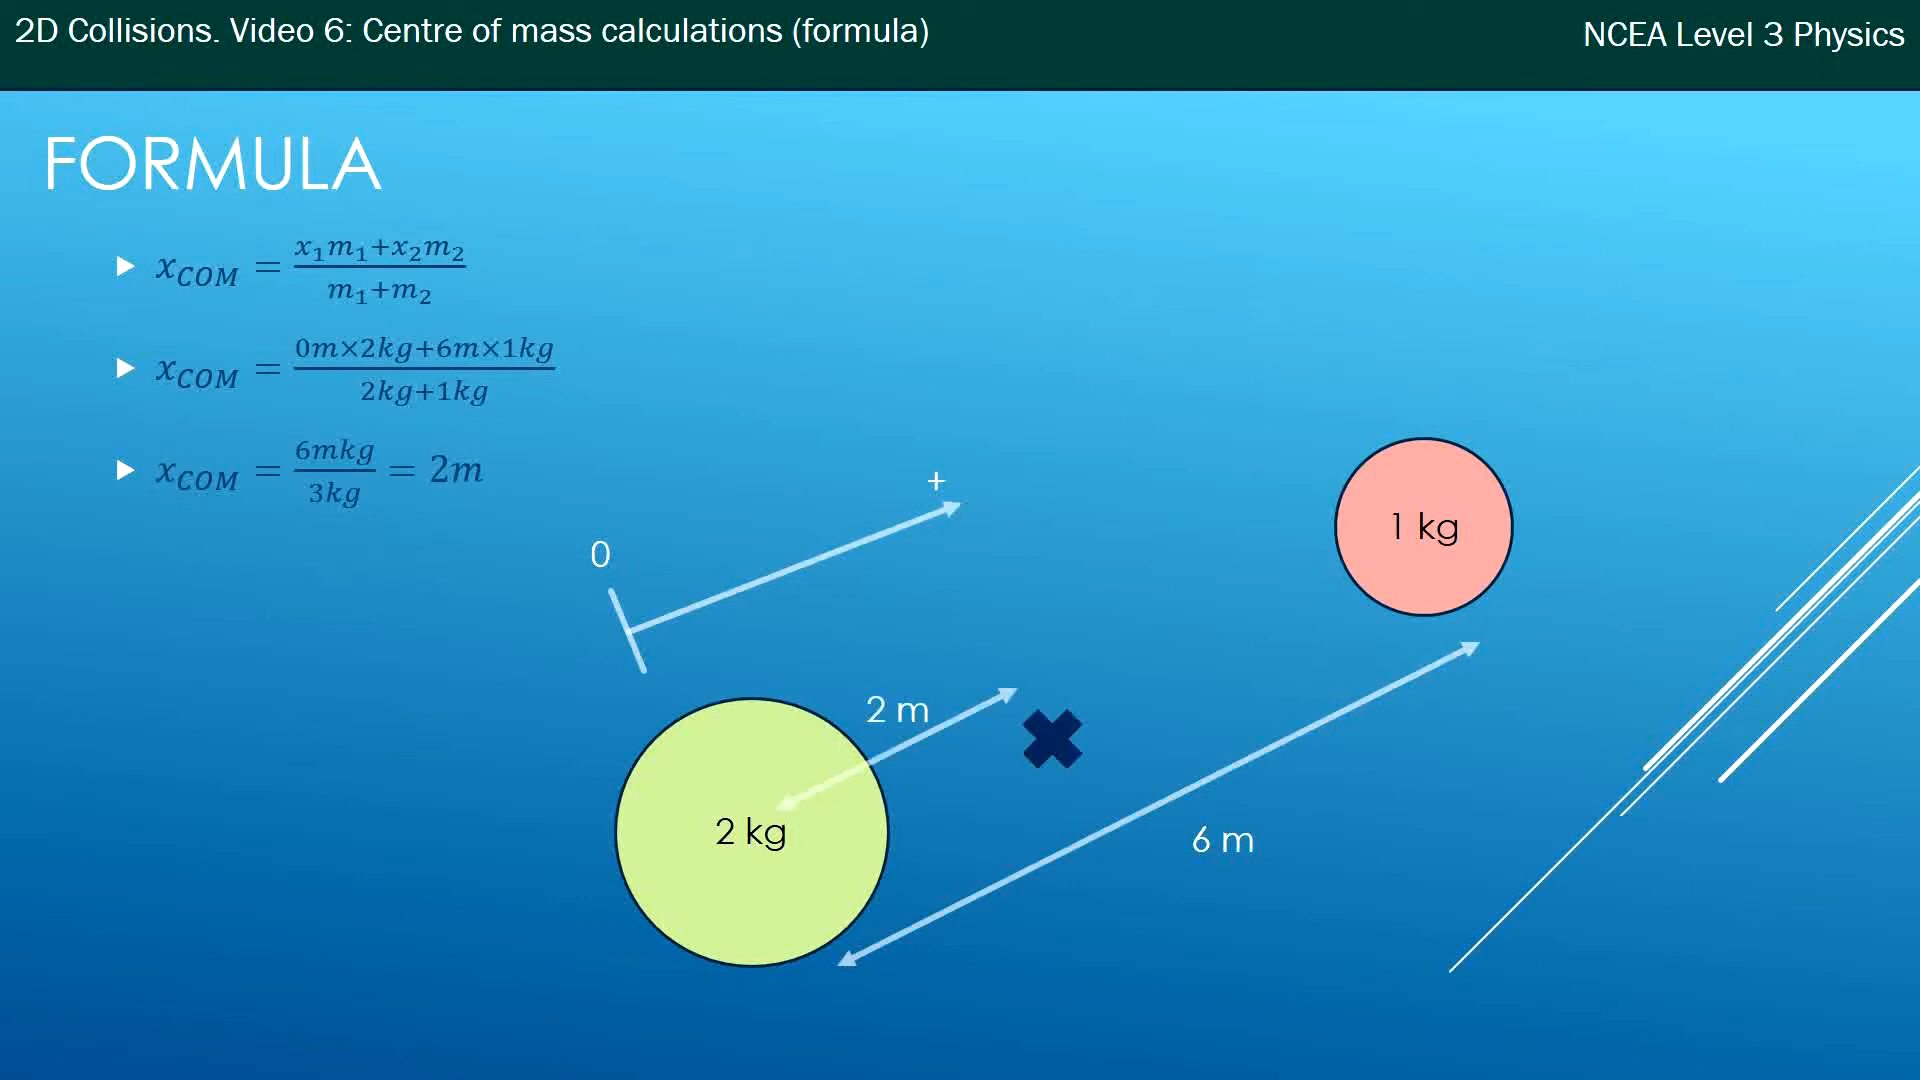 2D Collisions. Video 6: Centre of mass calculations (formula)
NCEA Level 3 Physics
FORMULA
x_COM = (x₁m₁+x₂m₂)/(m₁+m₂)
x_COM = (0m×2kg+6m×1kg)/(2kg+1kg)
x_COM = 6mkg/3kg = 2m
+
0
1 kg
2 m
2 kg
6 m